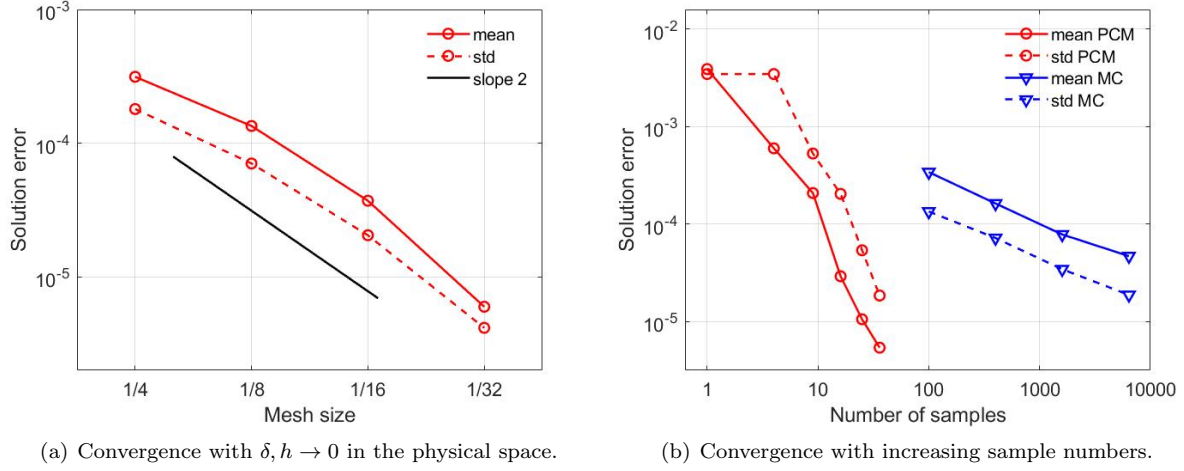 10^-3
10^-4
10^-5
Solution error
mean
std
slope 2
1/4
1/8
1/16
1/32
Mesh size
(a) Convergence with δ, h → 0 in the physical space.
10^-2
10^-3
10^-4
10^-5
Solution error
mean PCM
std PCM
mean MC
std MC
1
10
100
1000
10000
Number of samples
(b) Convergence with increasing sample numbers.